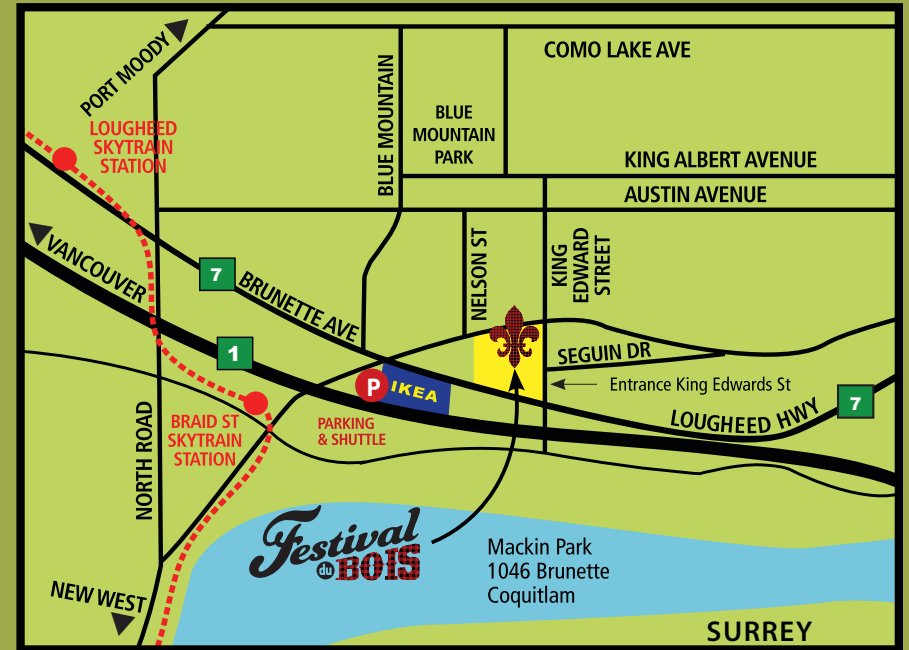 PORT MOODY
COMO LAKE AVE
BLUE MOUNTAIN
BLUE
MOUNTAIN
PARK
LOUGHEED
SKYTRAIN
STATION
KING ALBERT AVENUE
AUSTIN AVENUE
VANCOUVER
7
BRUNETTE AVE
NELSON ST
KING
EDWARD
STREET
1
SEGUIN DR
P
IKEA
Entrance King Edwards St
7
LOUGHEED HWY
PARKING
& SHUTTLE
BRAID ST
SKYTRAIN
STATION
NORTH ROAD
Festival
du BOIS
Mackin Park
1046 Brunette
Coquitlam
NEW WEST
SURREY